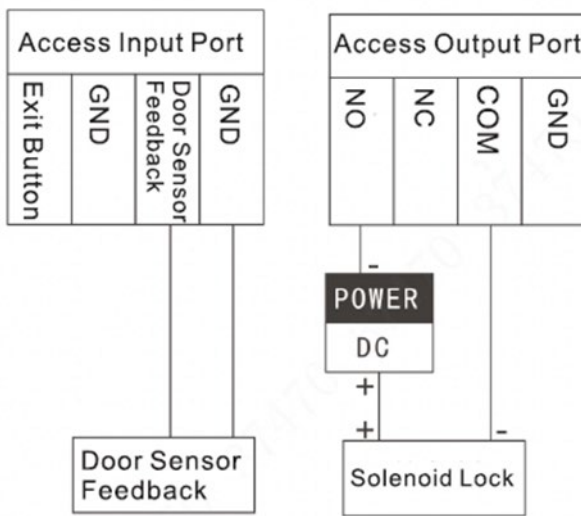 Access Input Port
Exit Button
GND
Door Sensor
Feedback
GND
Door Sensor
Feedback
Access Output Port
NO
NC
COM
GND
-
POWER
DC
+
+
-
Solenoid Lock